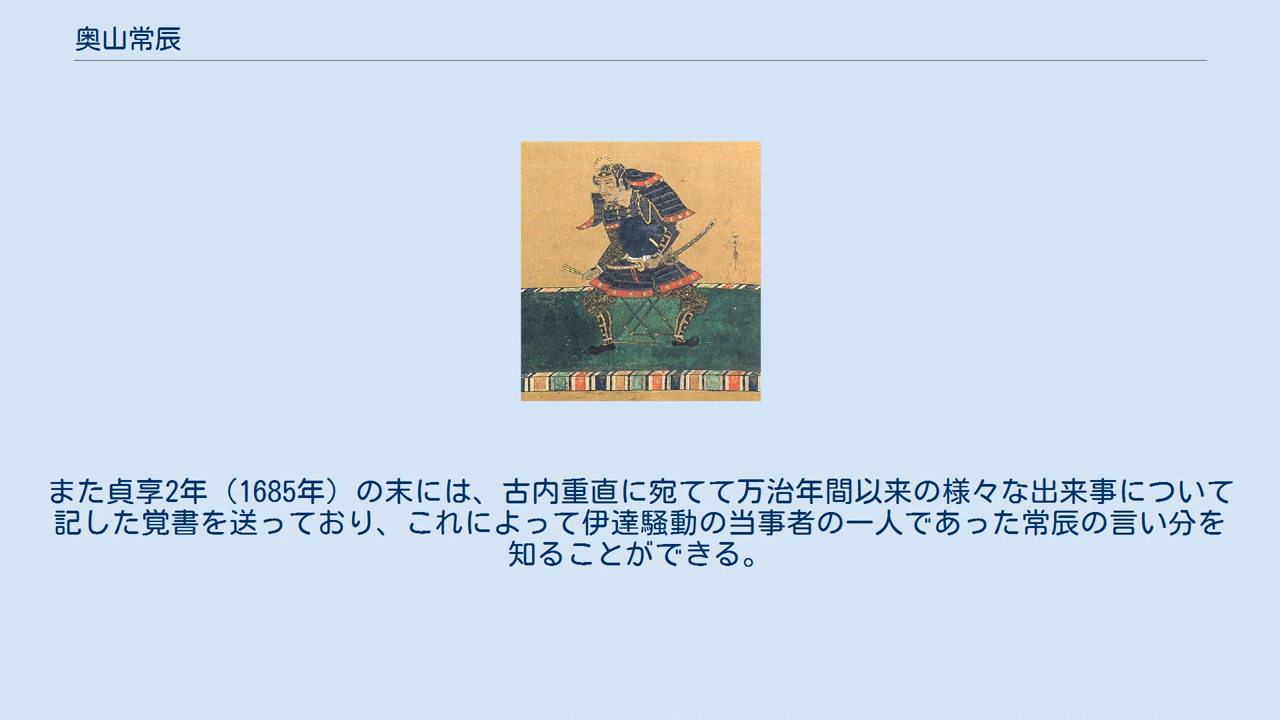 奥山常辰
また貞享2年（1685年）の末には、古内重直に宛てて万治年間以来の様々な出来事について
記した覚書を送っており、これによって伊達騒動の当事者の一人であった常辰の言い分を
知ることができる。